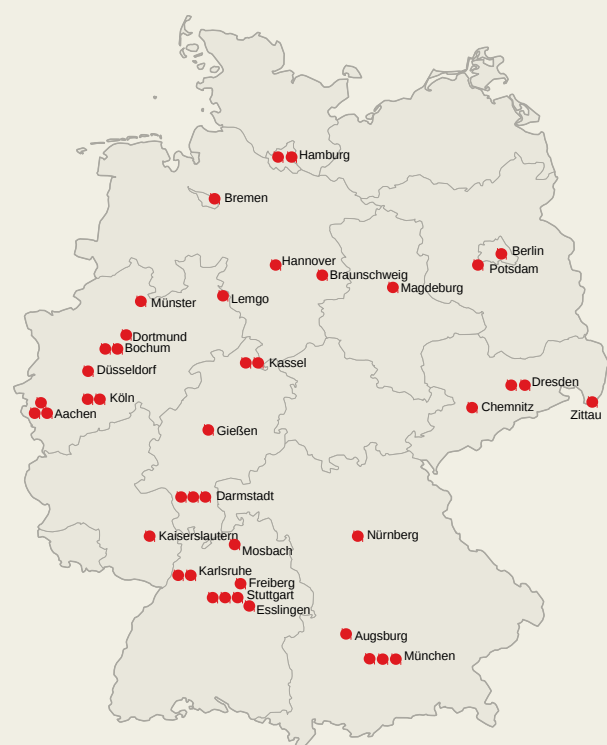 Hamburg
Bremen
Berlin
Hannover
Potsdam
Braunschweig
Magdeburg
Münster
Lemgo
Dortmund
Bochum
Kassel
Düsseldorf
Dresden
Köln
Chemnitz
Aachen
Zittau
Gießen
Darmstadt
Kaiserslautern
Nürnberg
Mosbach
Karlsruhe
Freiberg
Stuttgart
Esslingen
Augsburg
München